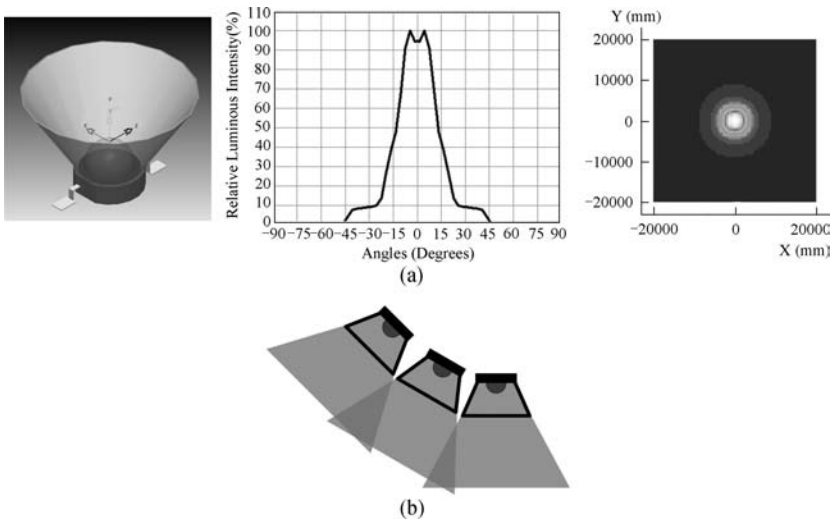 110
100
90
80
70
60
50
40
30
20
10
0
Relative Luminous Intensity(%)
−90 −75 −60 −45 −30 −15 0 15 30 45 60 75 90
Angles (Degrees)
Y (mm)
20000
10000
0
−10000
−20000
−20000 0 20000
X (mm)
(a)
(b)